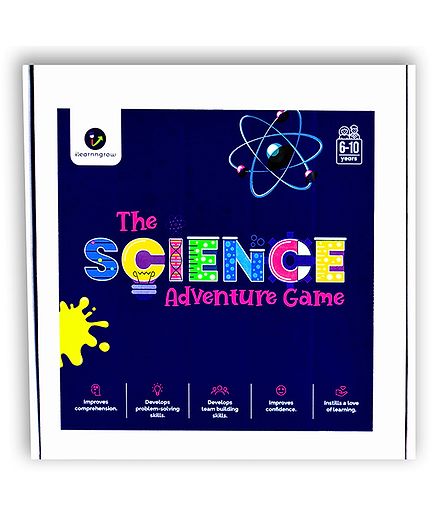 ilearnngrow
6-10
years
The
SCIENCE
Adventure Game
Improves
comprehension.
Develops
problem-solving
skills.
Develops
team building
skills.
Improves
confidence.
Instills a love
of learning.